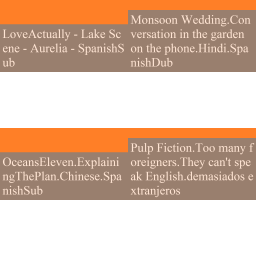 LoveActually - Lake Sc
ene - Aurelia - SpanishS
ub
Monsoon Wedding.Con
versation in the garden
on the phone.Hindi.Spa
nishDub
OceansEleven.Explaini
ngThePlan.Chinese.Spa
nishSub
Pulp Fiction.Too many f
oreigners.They can't spe
ak English.demasiados e
xtranjeros